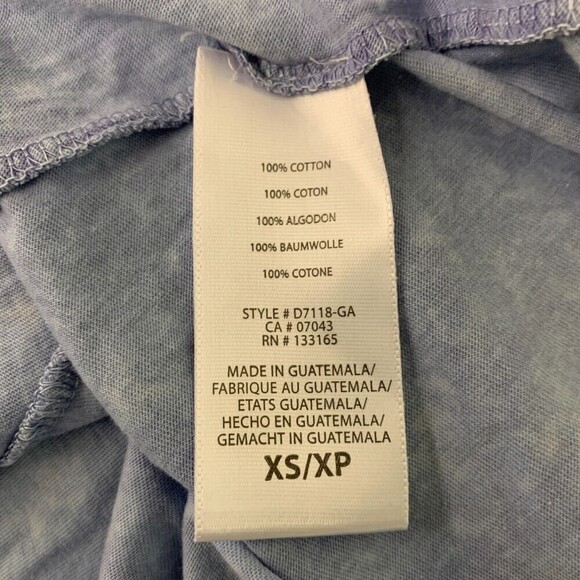 100% COTTON
100% COTON
100% ALGODON
100% BAUMWOLLE
100% COTONE
STYLE # D7118-GA
CA # 07043
RN # 133165
MADE IN GUATEMALA/
FABRIQUE AU GUATEMALA/
ETATS GUATEMALA/
HECHO EN GUATEMALA/
GEMACHT IN GUATEMALA
XS/XP